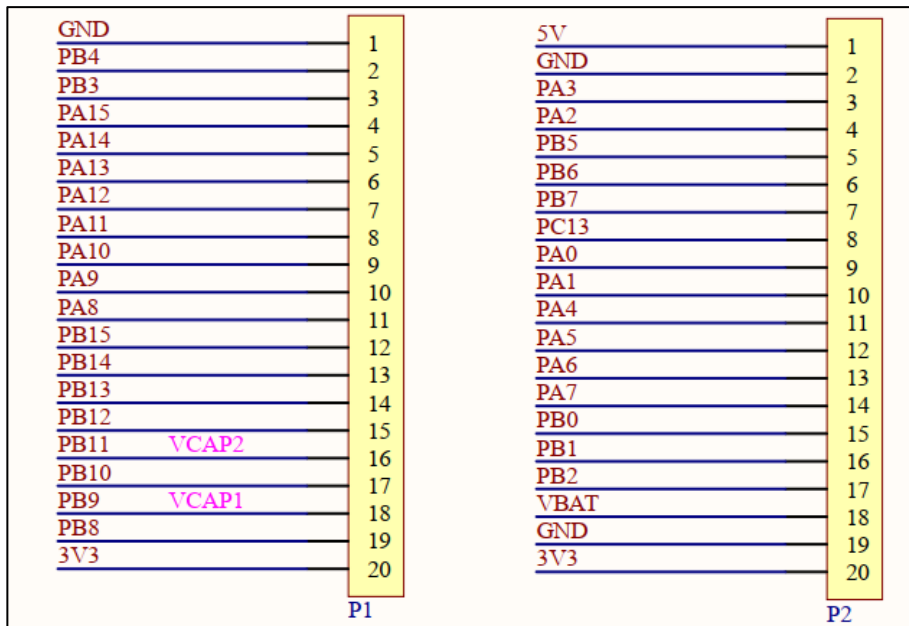 GND 1
PB4 2
PB3 3
PA15 4
PA14 5
PA13 6
PA12 7
PA11 8
PA10 9
PA9 10
PA8 11
PB15 12
PB14 13
PB13 14
PB12 15
PB11 VCAP2 16
PB10 17
PB9 VCAP1 18
PB8 19
3V3 20
P1
5V 1
GND 2
PA3 3
PA2 4
PB5 5
PB6 6
PB7 7
PC13 8
PA0 9
PA1 10
PA4 11
PA5 12
PA6 13
PA7 14
PB0 15
PB1 16
PB2 17
VBAT 18
GND 19
3V3 20
P2